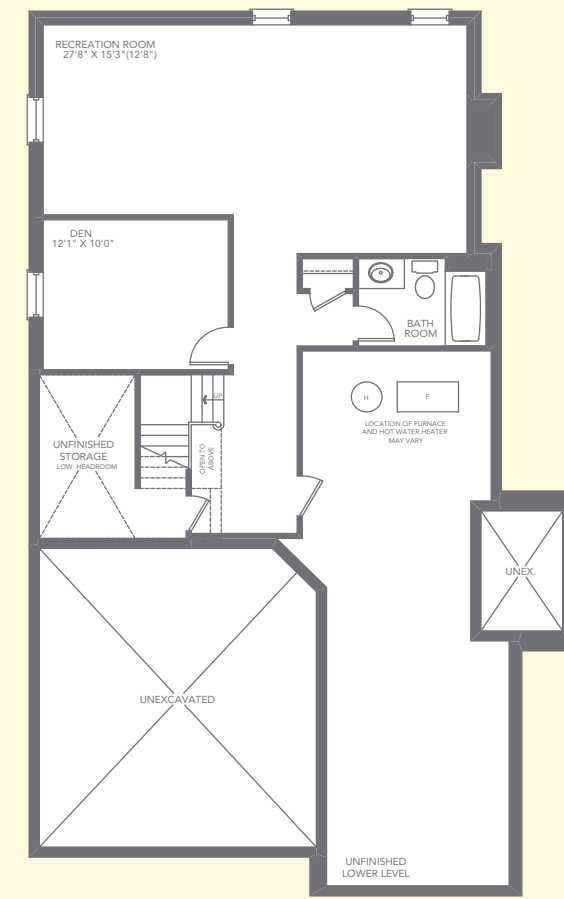 RECREATION ROOM
27'8" X 15'3"(12'8")
DEN
12'1" X 10'0"
BATH
ROOM
UP
H
F
LOCATION OF FURNACE
AND HOT WATER HEATER
MAY VARY
UNFINISHED
STORAGE
LOW HEADROOM
OPEN TO
ABOVE
UNEX.
UNEXCAVATED
UNFINISHED
LOWER LEVEL